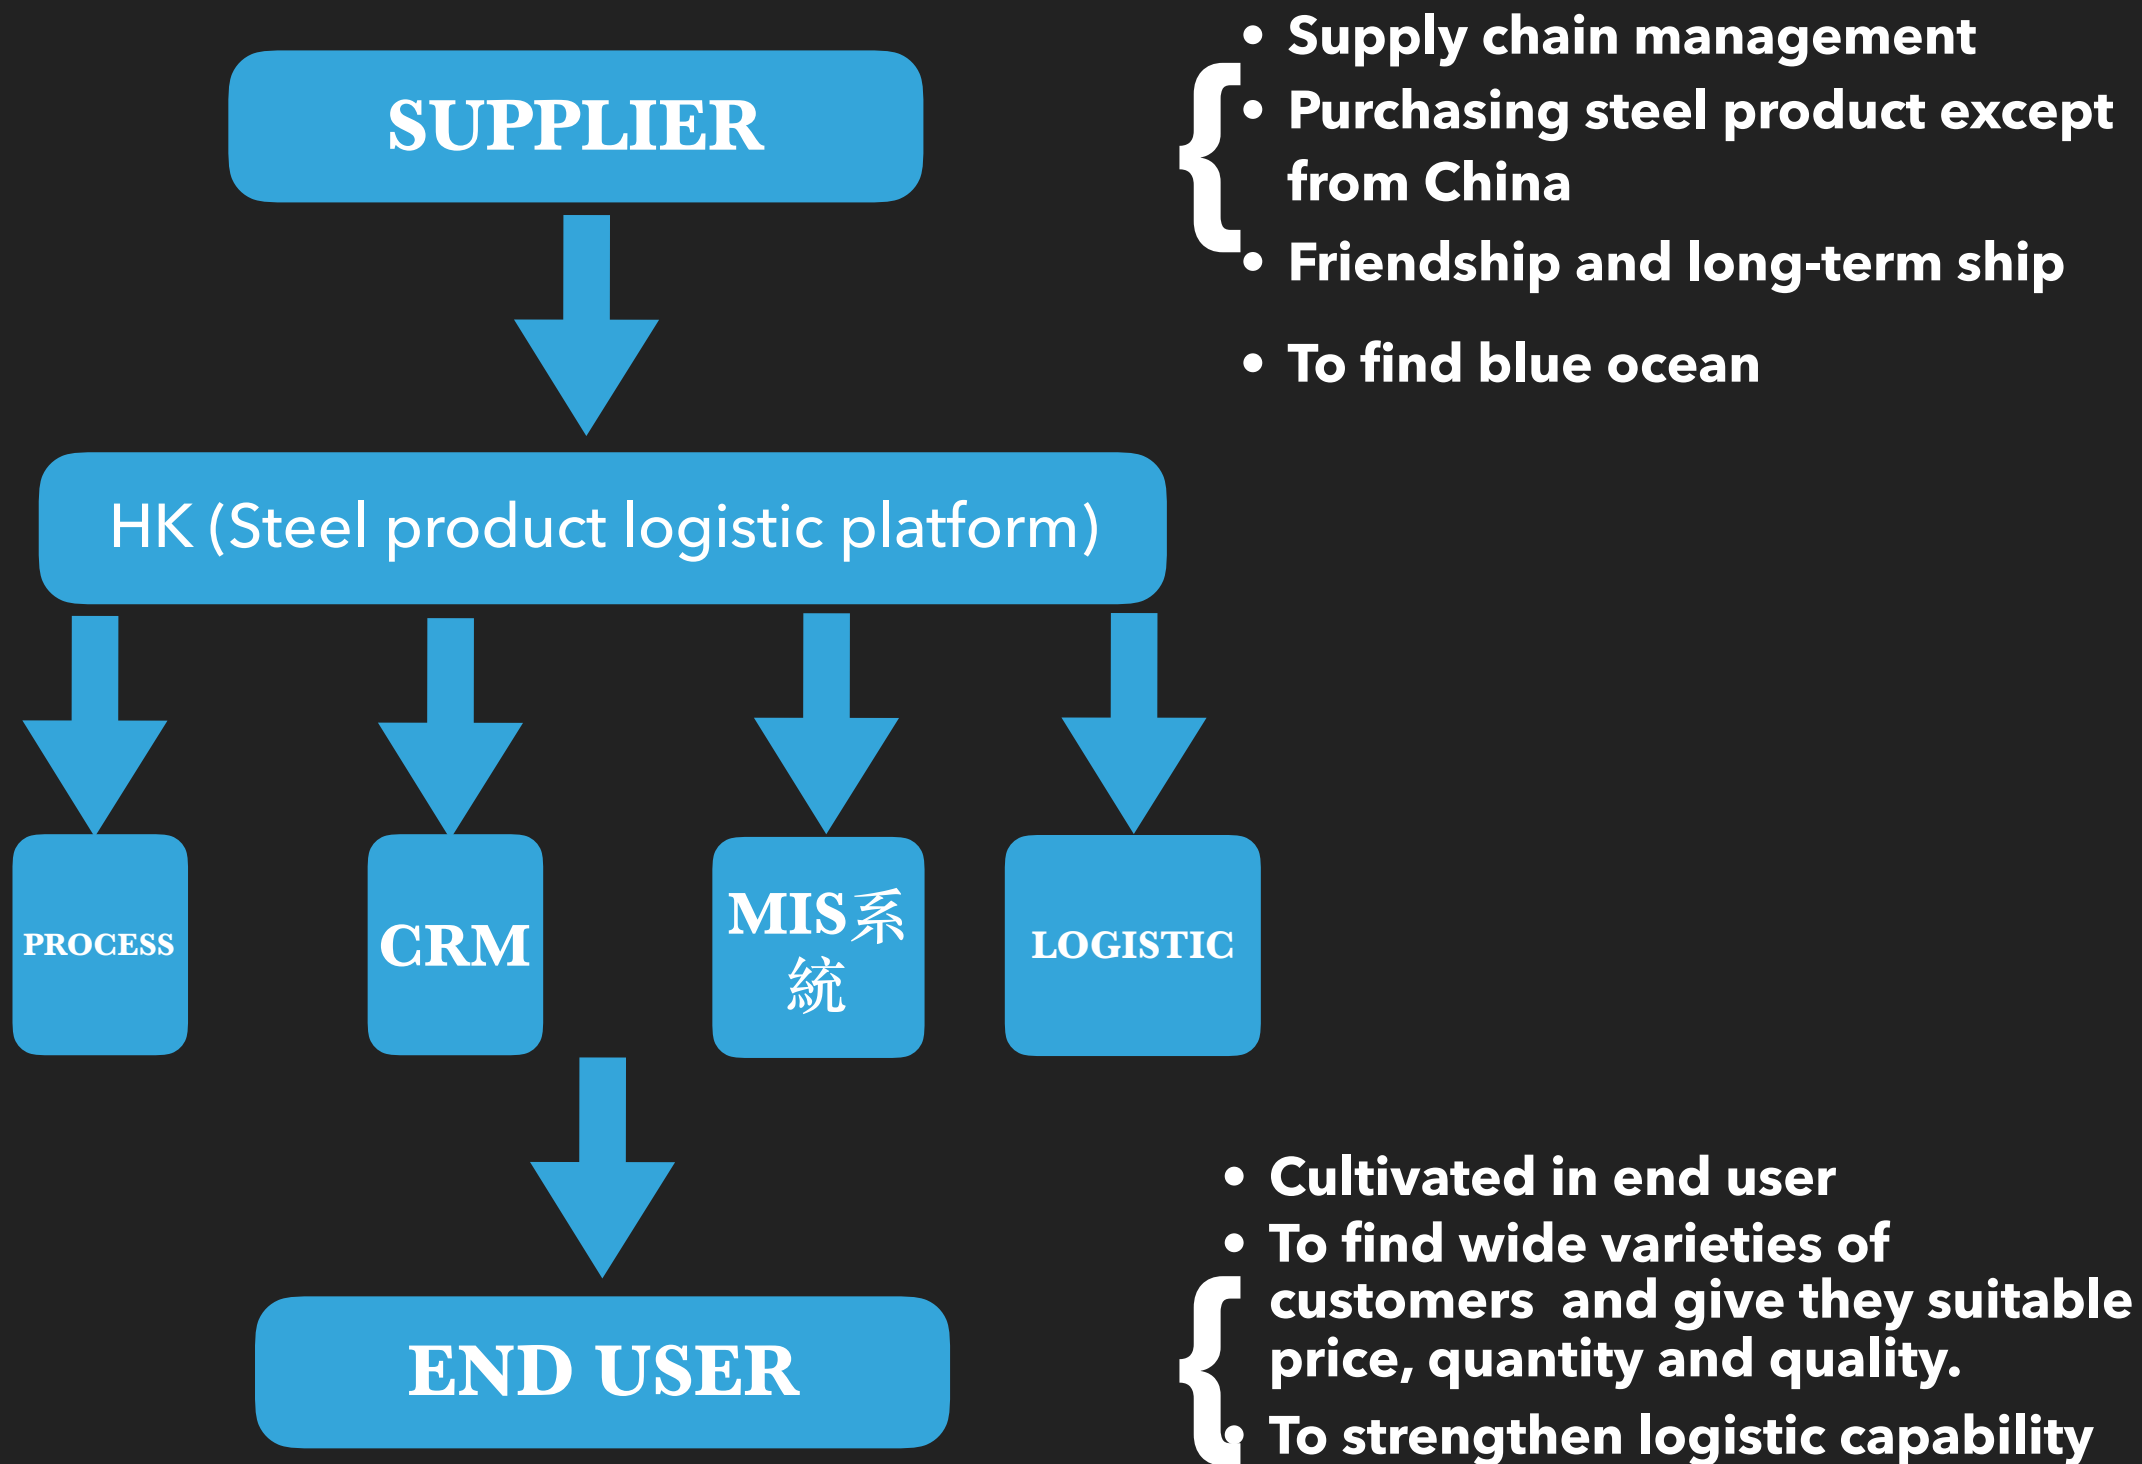 SUPPLIER
• Supply chain management
• Purchasing steel product except
from China
• Friendship and long-term ship
• To find blue ocean
HK (Steel product logistic platform)
PROCESS
CRM
MIS系
統
LOGISTIC
END USER
• Cultivated in end user
• To find wide varieties of
customers and give they suitable
price, quantity and quality.
• To strengthen logistic capability